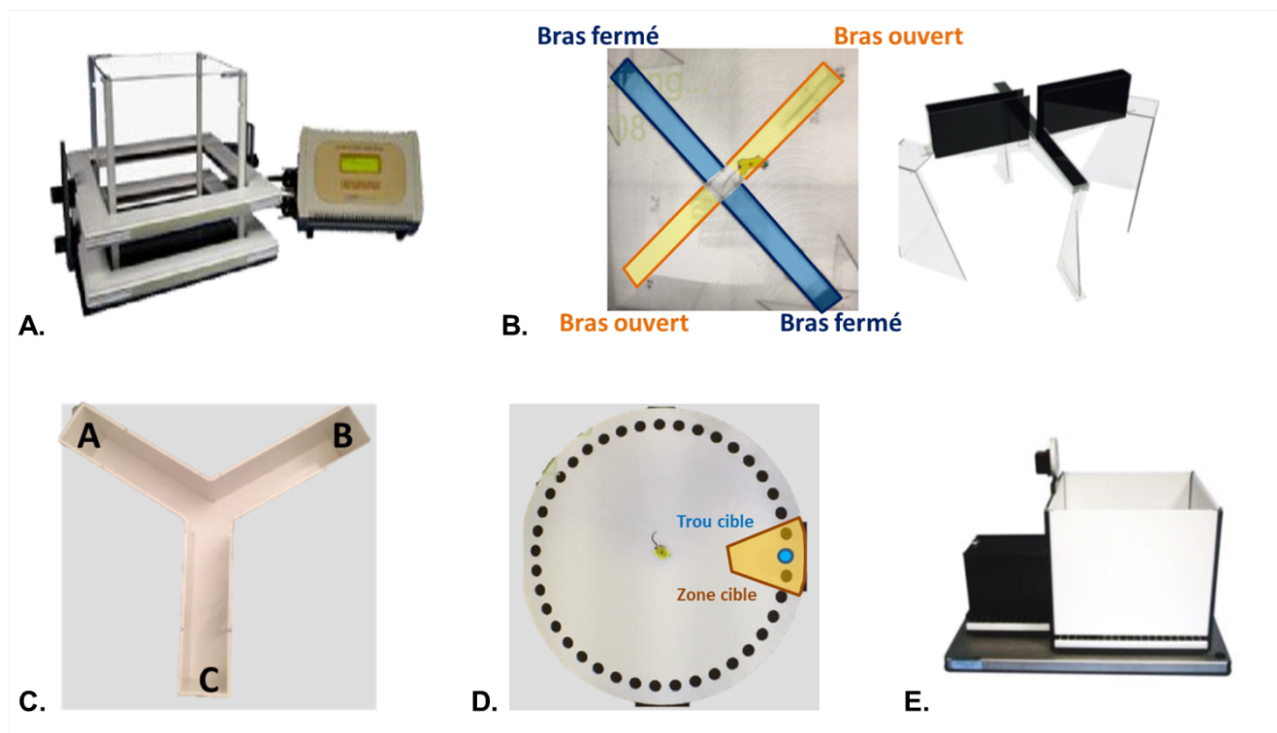 Bras fermé
Bras ouvert
A.
B.
Bras ouvert
Bras fermé
A
B
C
C.
Trou cible
Zone cible
D.
E.